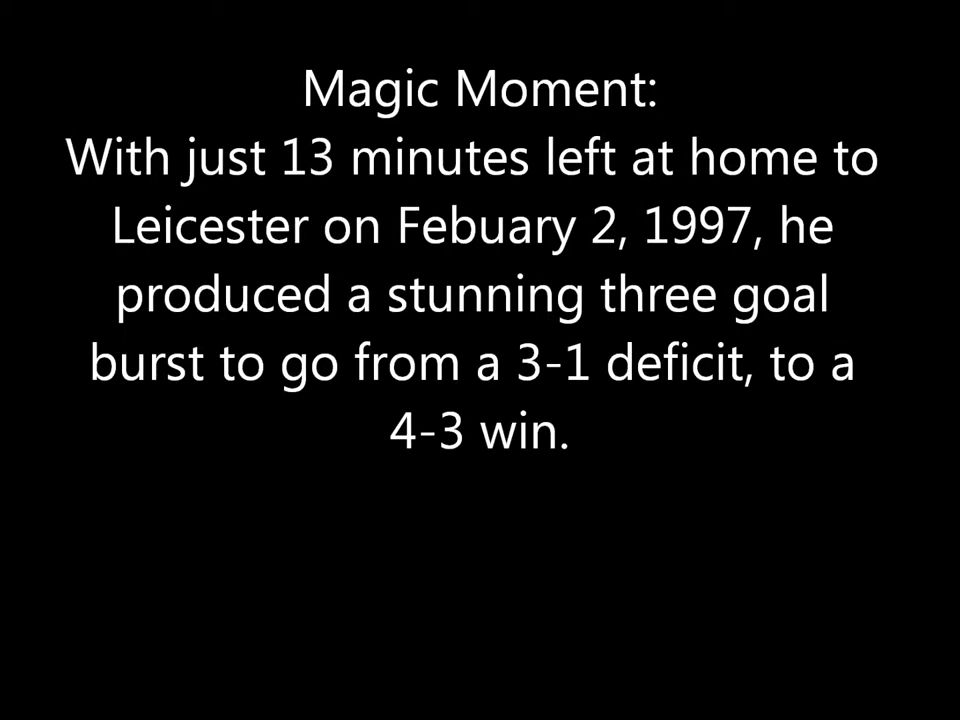 Magic Moment:
With just 13 minutes left at home to
Leicester on Febuary 2, 1997, he
produced a stunning three goal
burst to go from a 3-1 deficit, to a
4-3 win.